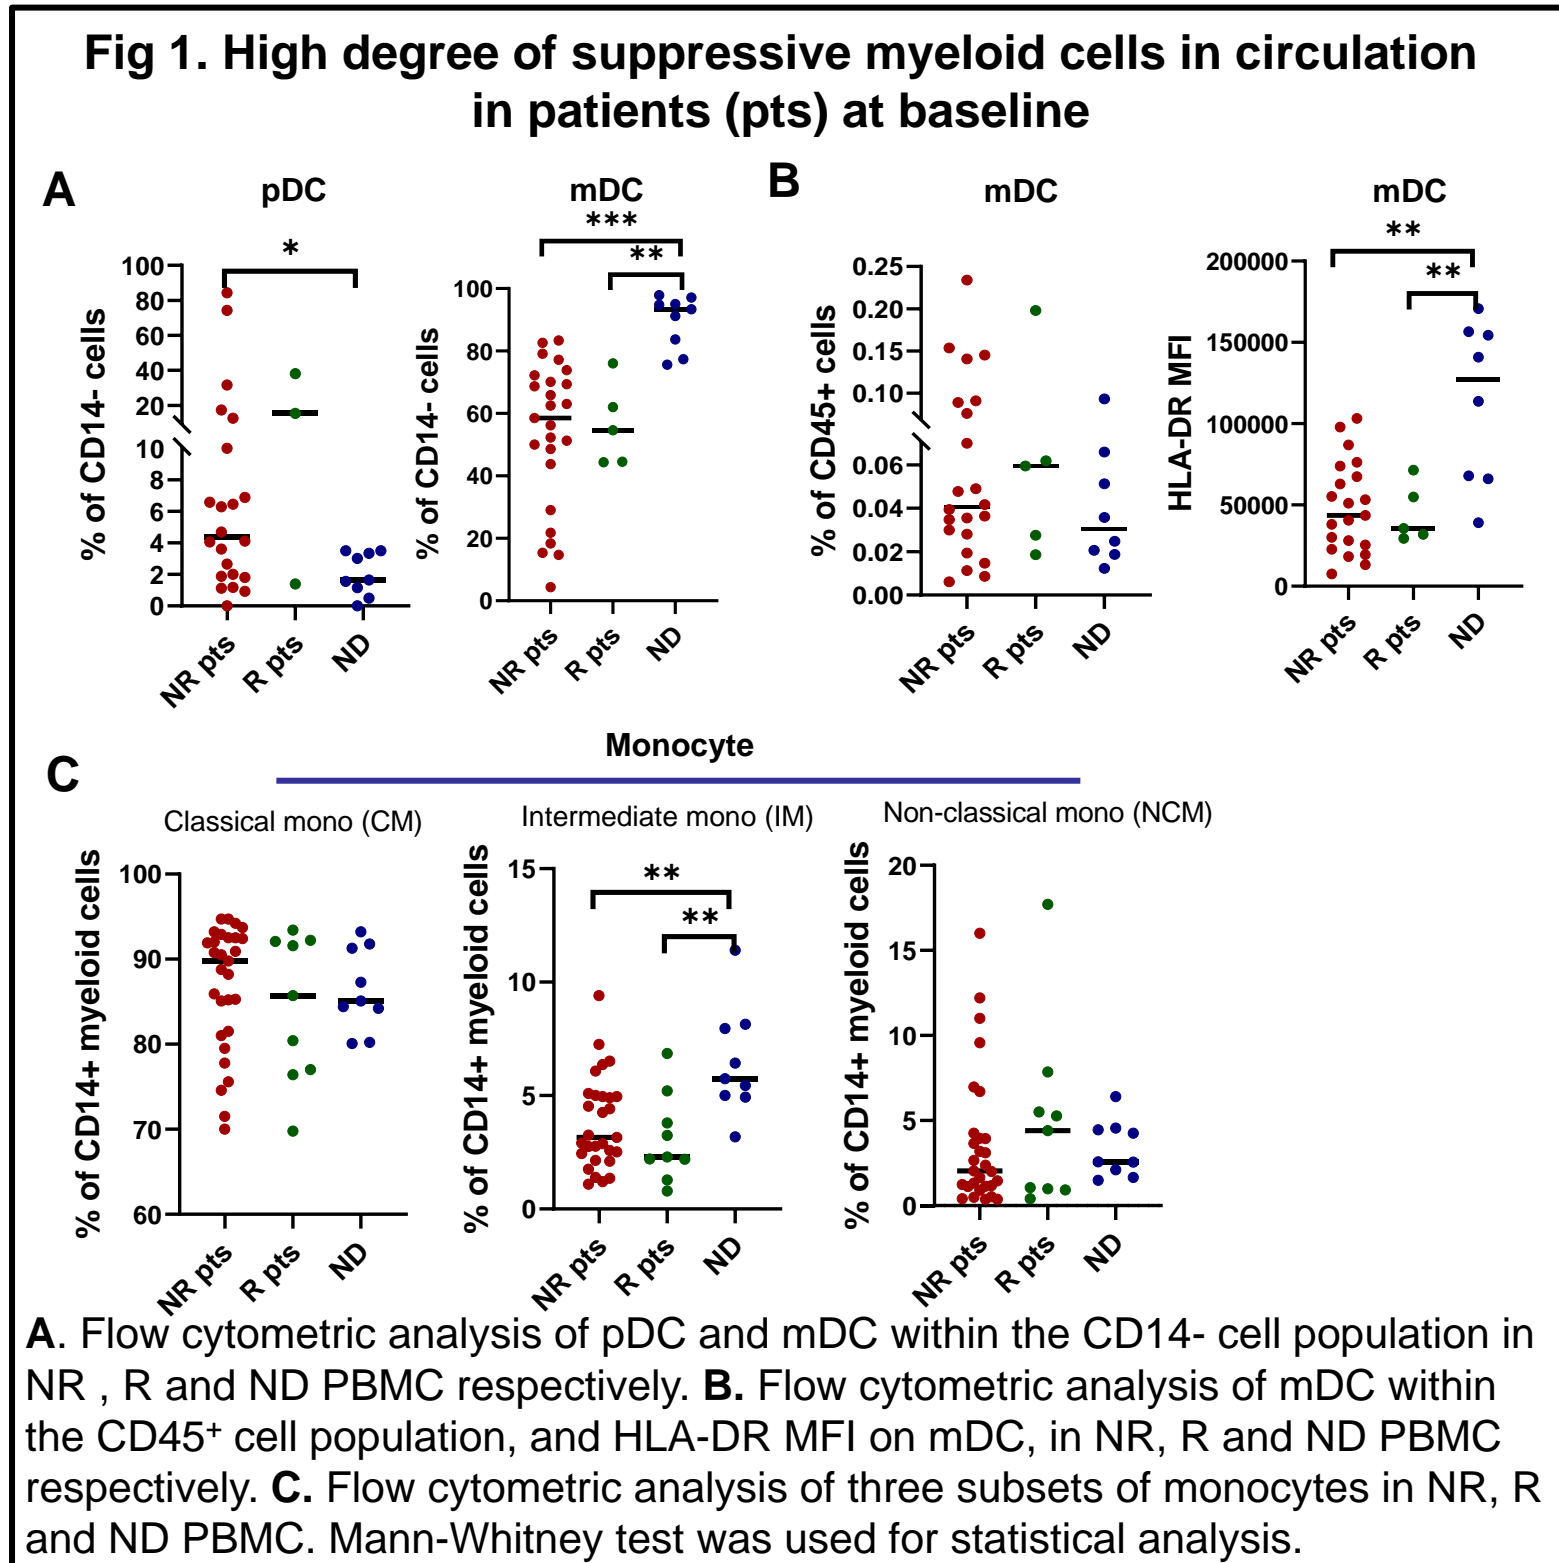 Fig 1. High degree of suppressive myeloid cells in circulation
in patients (pts) at baseline
A
pDC
*
% of CD14- cells
100
80
60
40
20
10
8
6
4
2
0
NR pts
R pts
ND
mDC
***
**
% of CD14- cells
100
80
60
40
20
0
NR pts
R pts
ND
B
mDC
% of CD45+ cells
0.25
0.20
0.15
0.10
0.06
0.04
0.02
0.00
NR pts
R pts
ND
mDC
**
**
HLA-DR MFI
200000
150000
100000
50000
0
NR pts
R pts
ND
C
Monocyte
Classical mono (CM)
% of CD14+ myeloid cells
100
90
80
70
60
NR pts
R pts
ND
Intermediate mono (IM)
**
**
% of CD14+ myeloid cells
15
10
5
0
NR pts
R pts
ND
Non-classical mono (NCM)
% of CD14+ myeloid cells
20
15
10
5
0
NR pts
R pts
ND
A. Flow cytometric analysis of pDC and mDC within the CD14- cell population in
NR , R and ND PBMC respectively. B. Flow cytometric analysis of mDC within
the CD45⁺ cell population, and HLA-DR MFI on mDC, in NR, R and ND PBMC
respectively. C. Flow cytometric analysis of three subsets of monocytes in NR, R
and ND PBMC. Mann-Whitney test was used for statistical analysis.